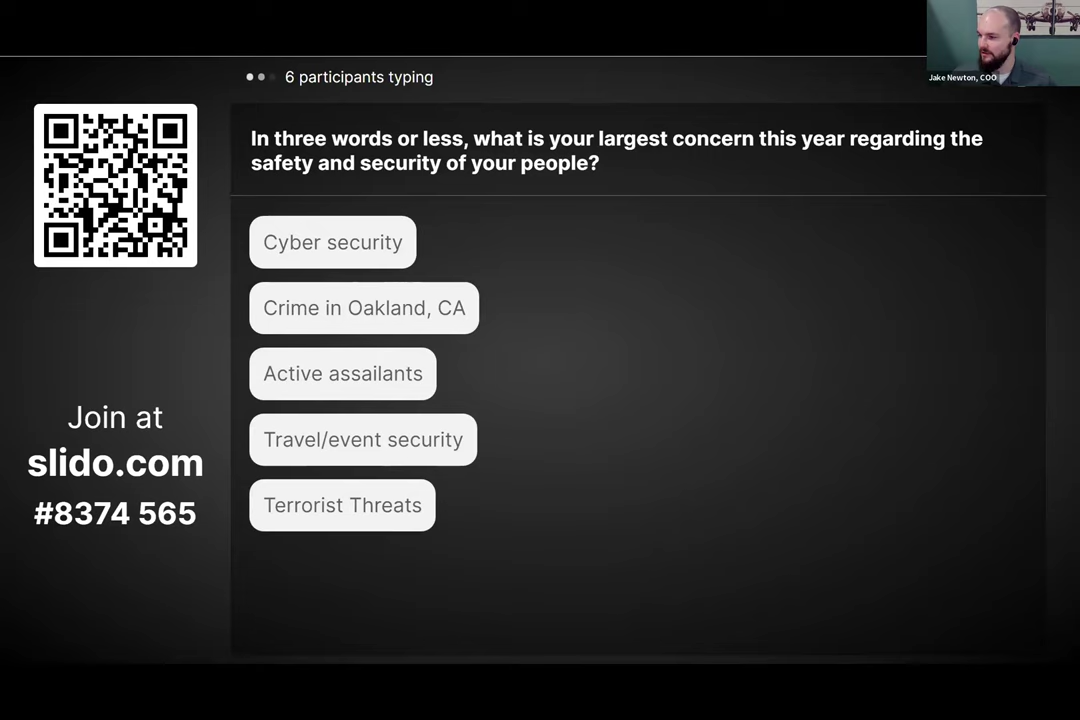 6 participants typing
Jake Newton, COO
In three words or less, what is your largest concern this year regarding the
safety and security of your people?
Cyber security
Crime in Oakland, CA
Active assailants
Travel/event security
Terrorist Threats
Join at
slido.com
#8374 565